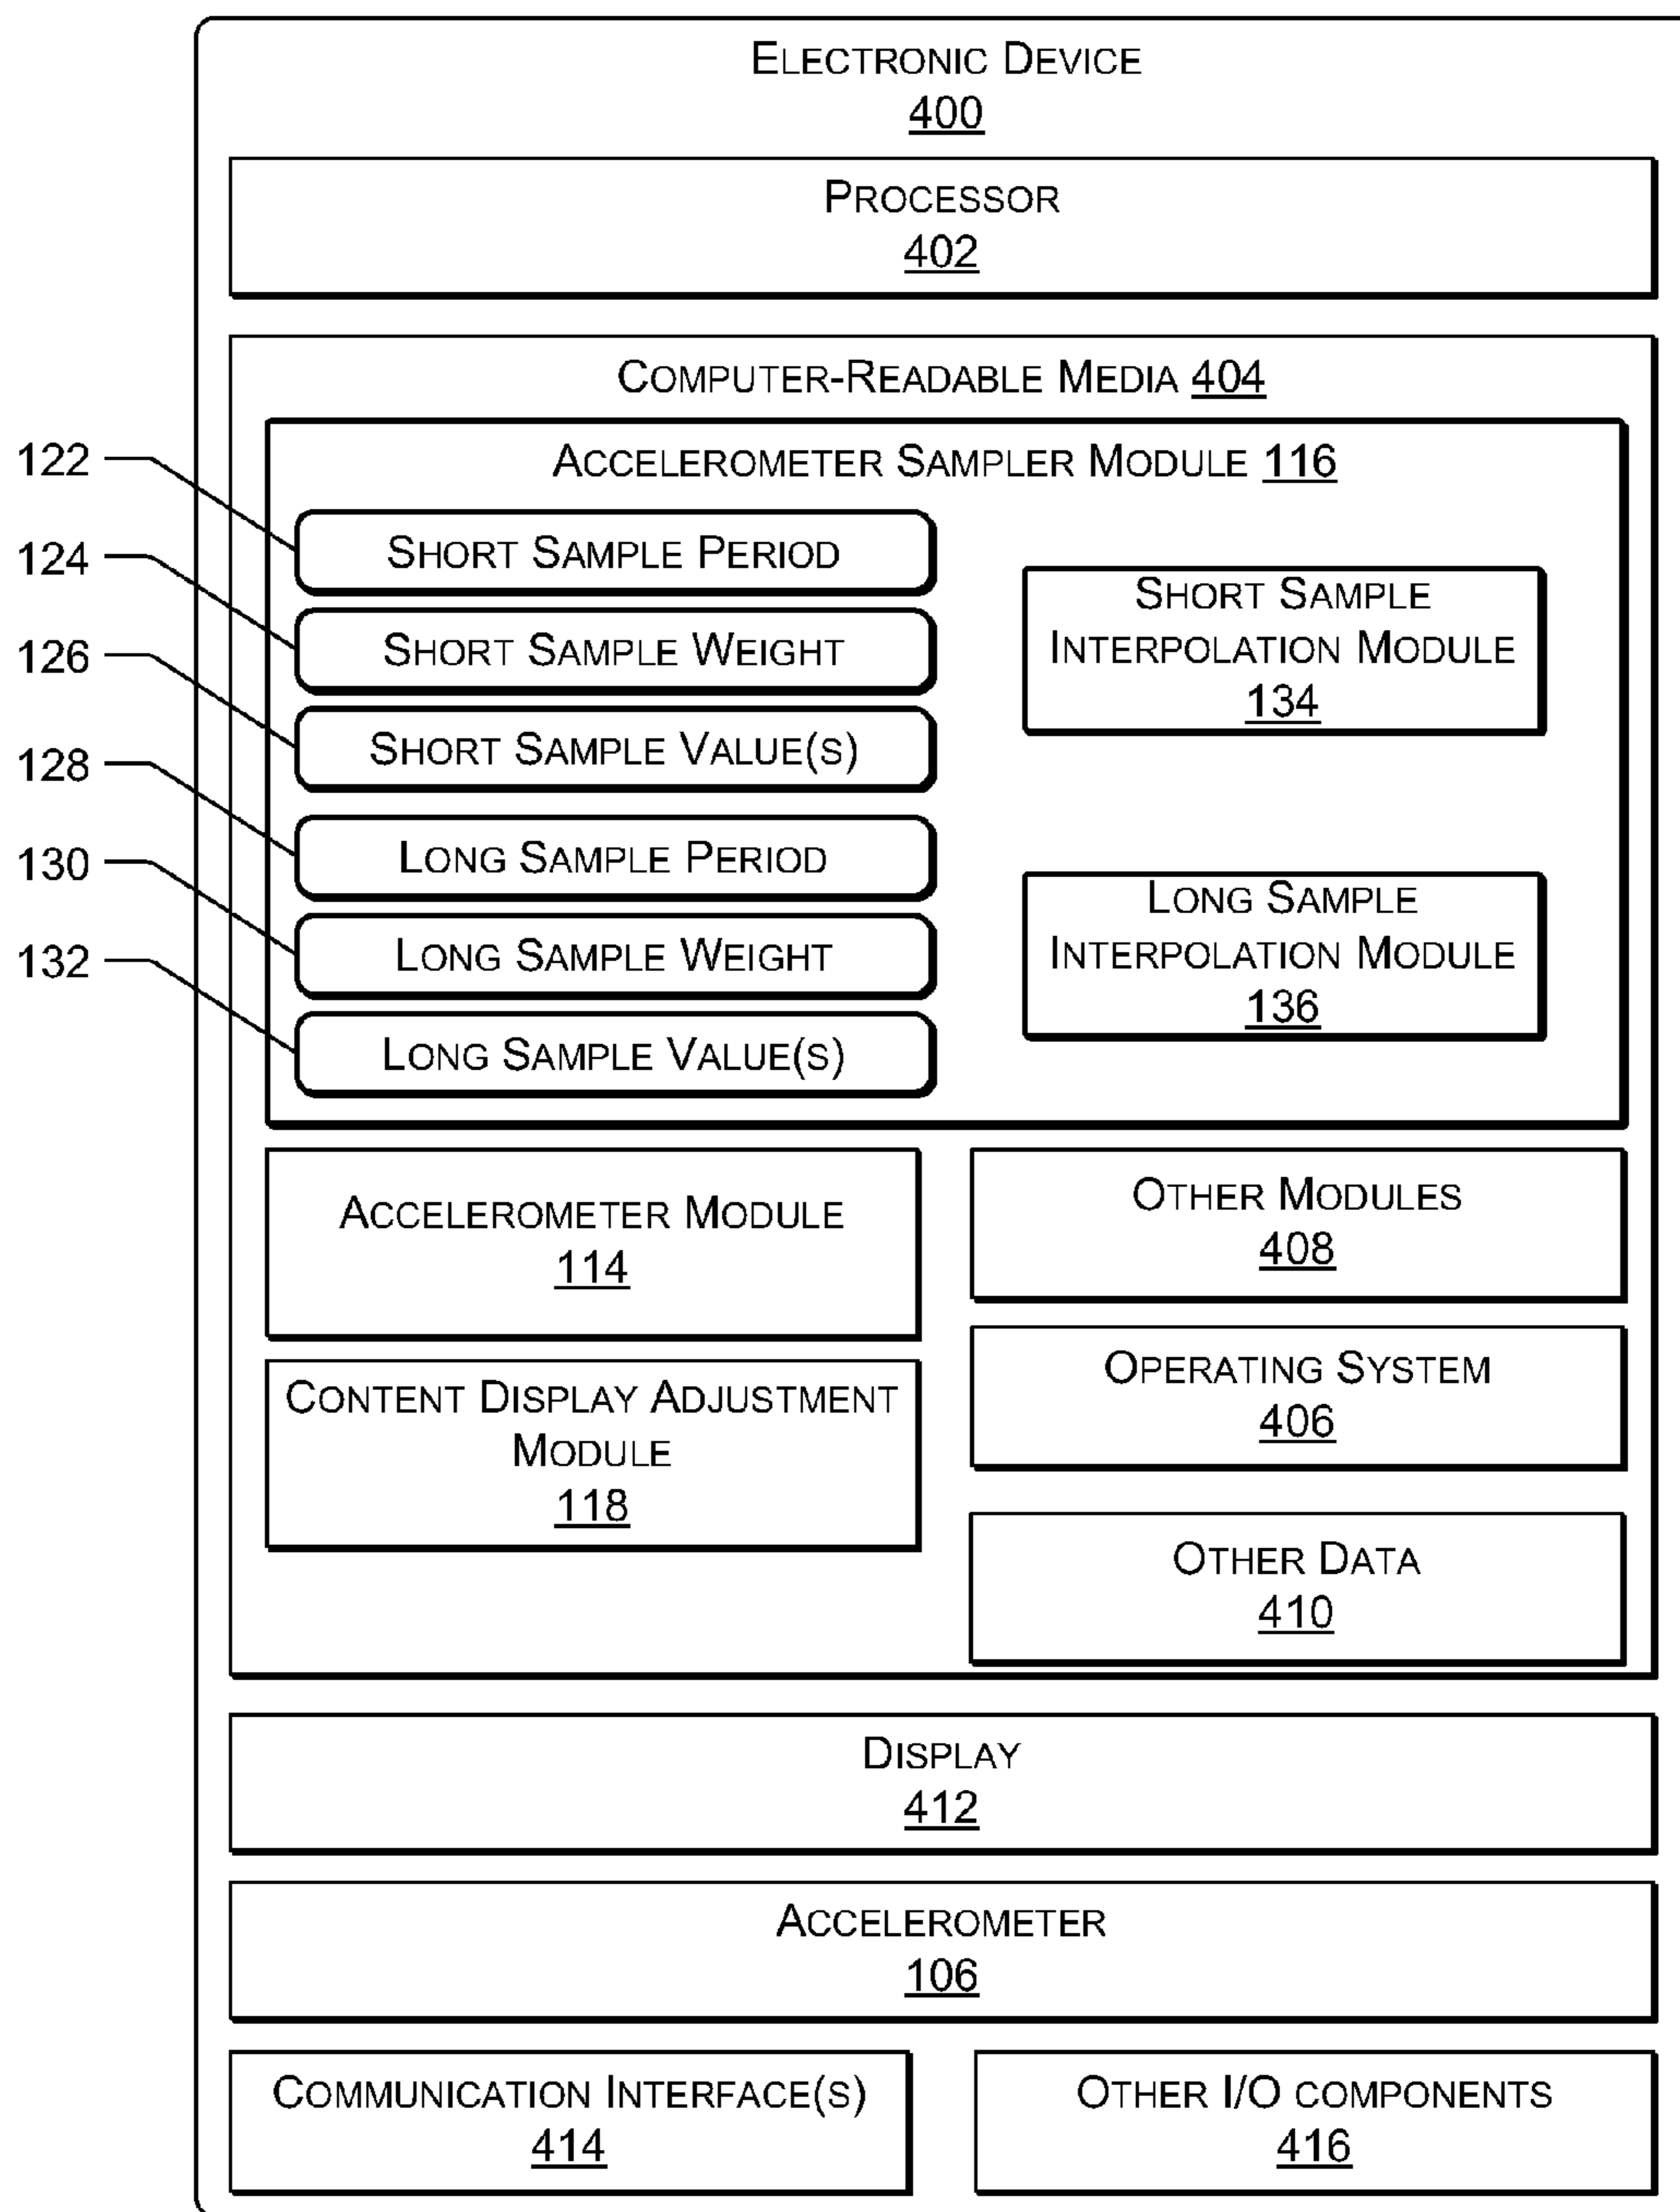 ELECTRONIC DEVICE
400
PROCESSOR
402
COMPUTER-READABLE MEDIA 404
ACCELEROMETER SAMPLER MODULE 116
122
SHORT SAMPLE PERIOD
124
SHORT SAMPLE WEIGHT
126
SHORT SAMPLE VALUE(S)
128
LONG SAMPLE PERIOD
130
LONG SAMPLE WEIGHT
132
LONG SAMPLE VALUE(S)
SHORT SAMPLE
INTERPOLATION MODULE
134
LONG SAMPLE
INTERPOLATION MODULE
136
ACCELEROMETER MODULE
114
CONTENT DISPLAY ADJUSTMENT
MODULE
118
OTHER MODULES
408
OPERATING SYSTEM
406
OTHER DATA
410
DISPLAY
412
ACCELEROMETER
106
COMMUNICATION INTERFACE(S)
414
OTHER I/O COMPONENTS
416